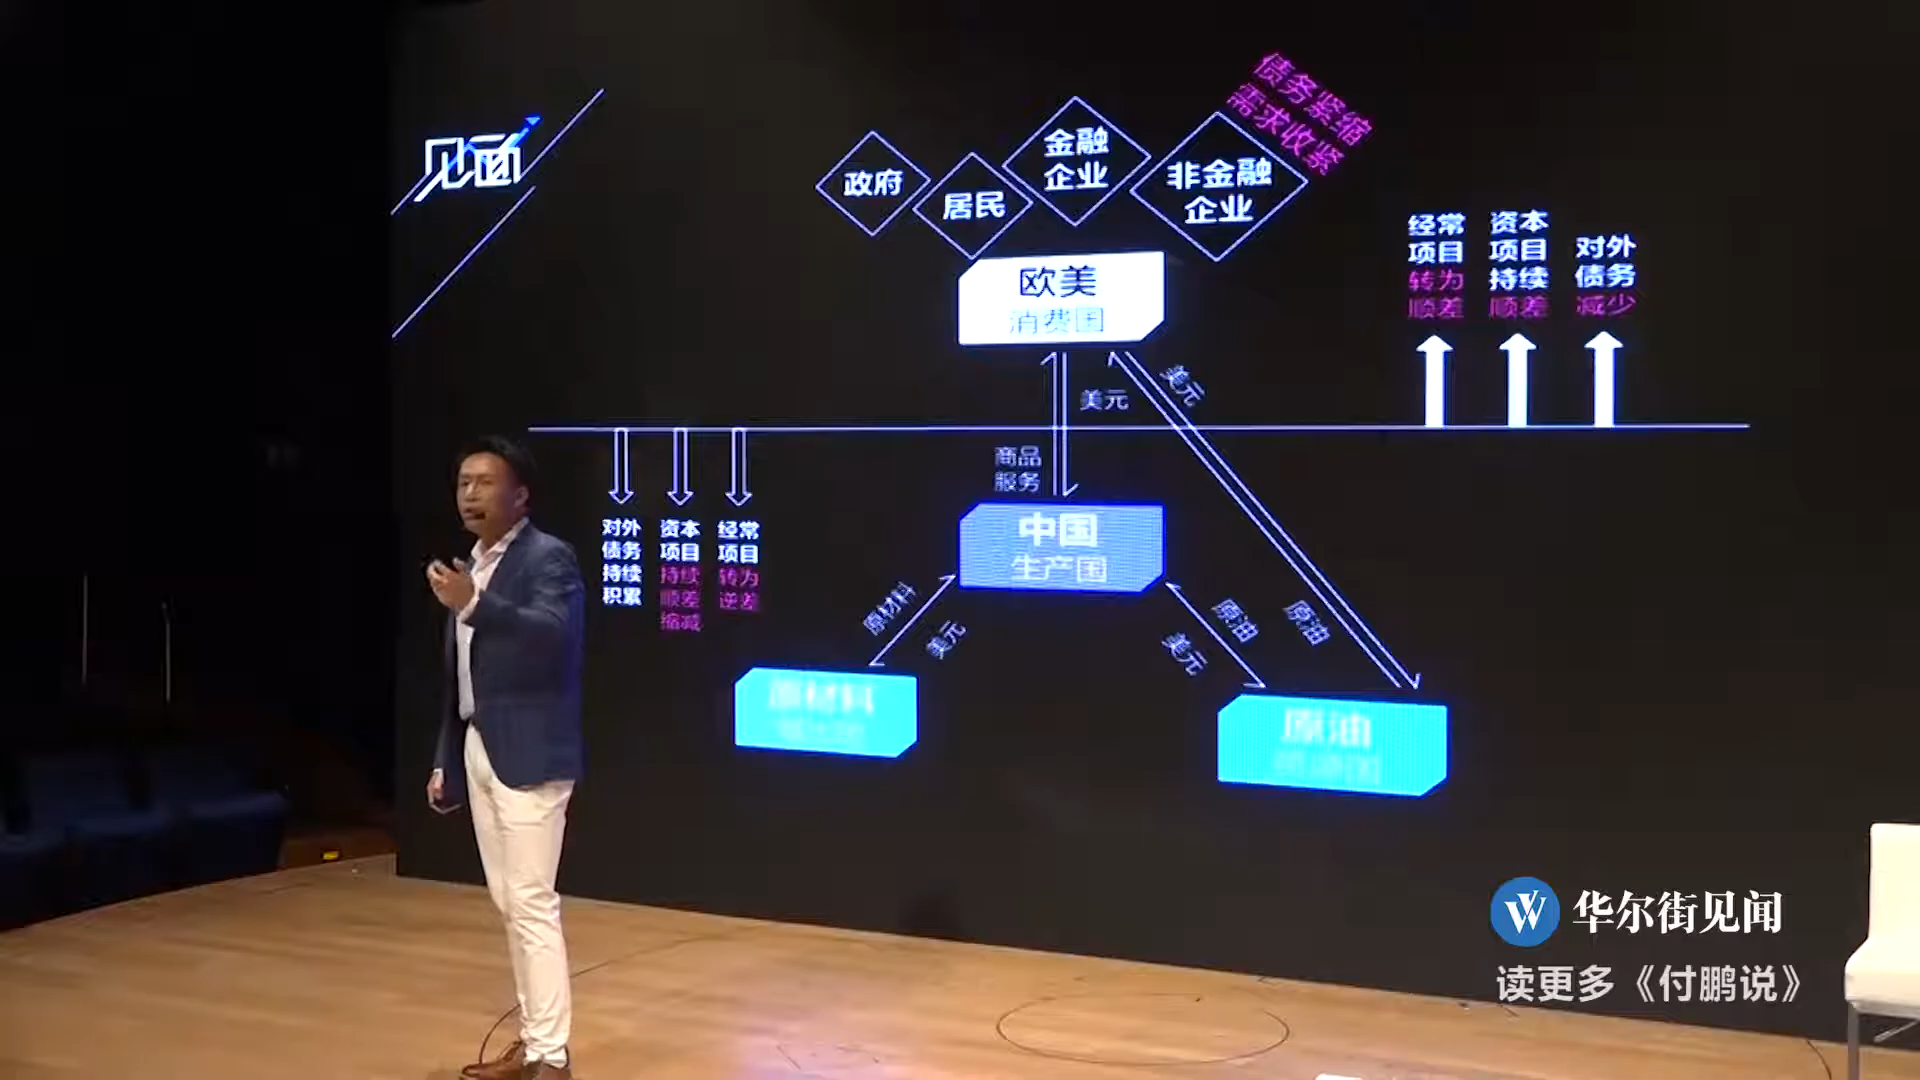 见面
债务紧缩
需求收紧
政府
居民
金融
企业
非金融
企业
欧美
消费国
经常
项目
转为
顺差
资本
项目
持续
顺差
对外
债务
减少
美元
美元
商品
服务
中国
生产国
对外
债务
持续
积累
资本
项目
持续
顺差
缩减
经常
项目
转为
逆差
原材料
美元
原油
美元
原油
原材料
原油
华尔街见闻
读更多《付鹏说》